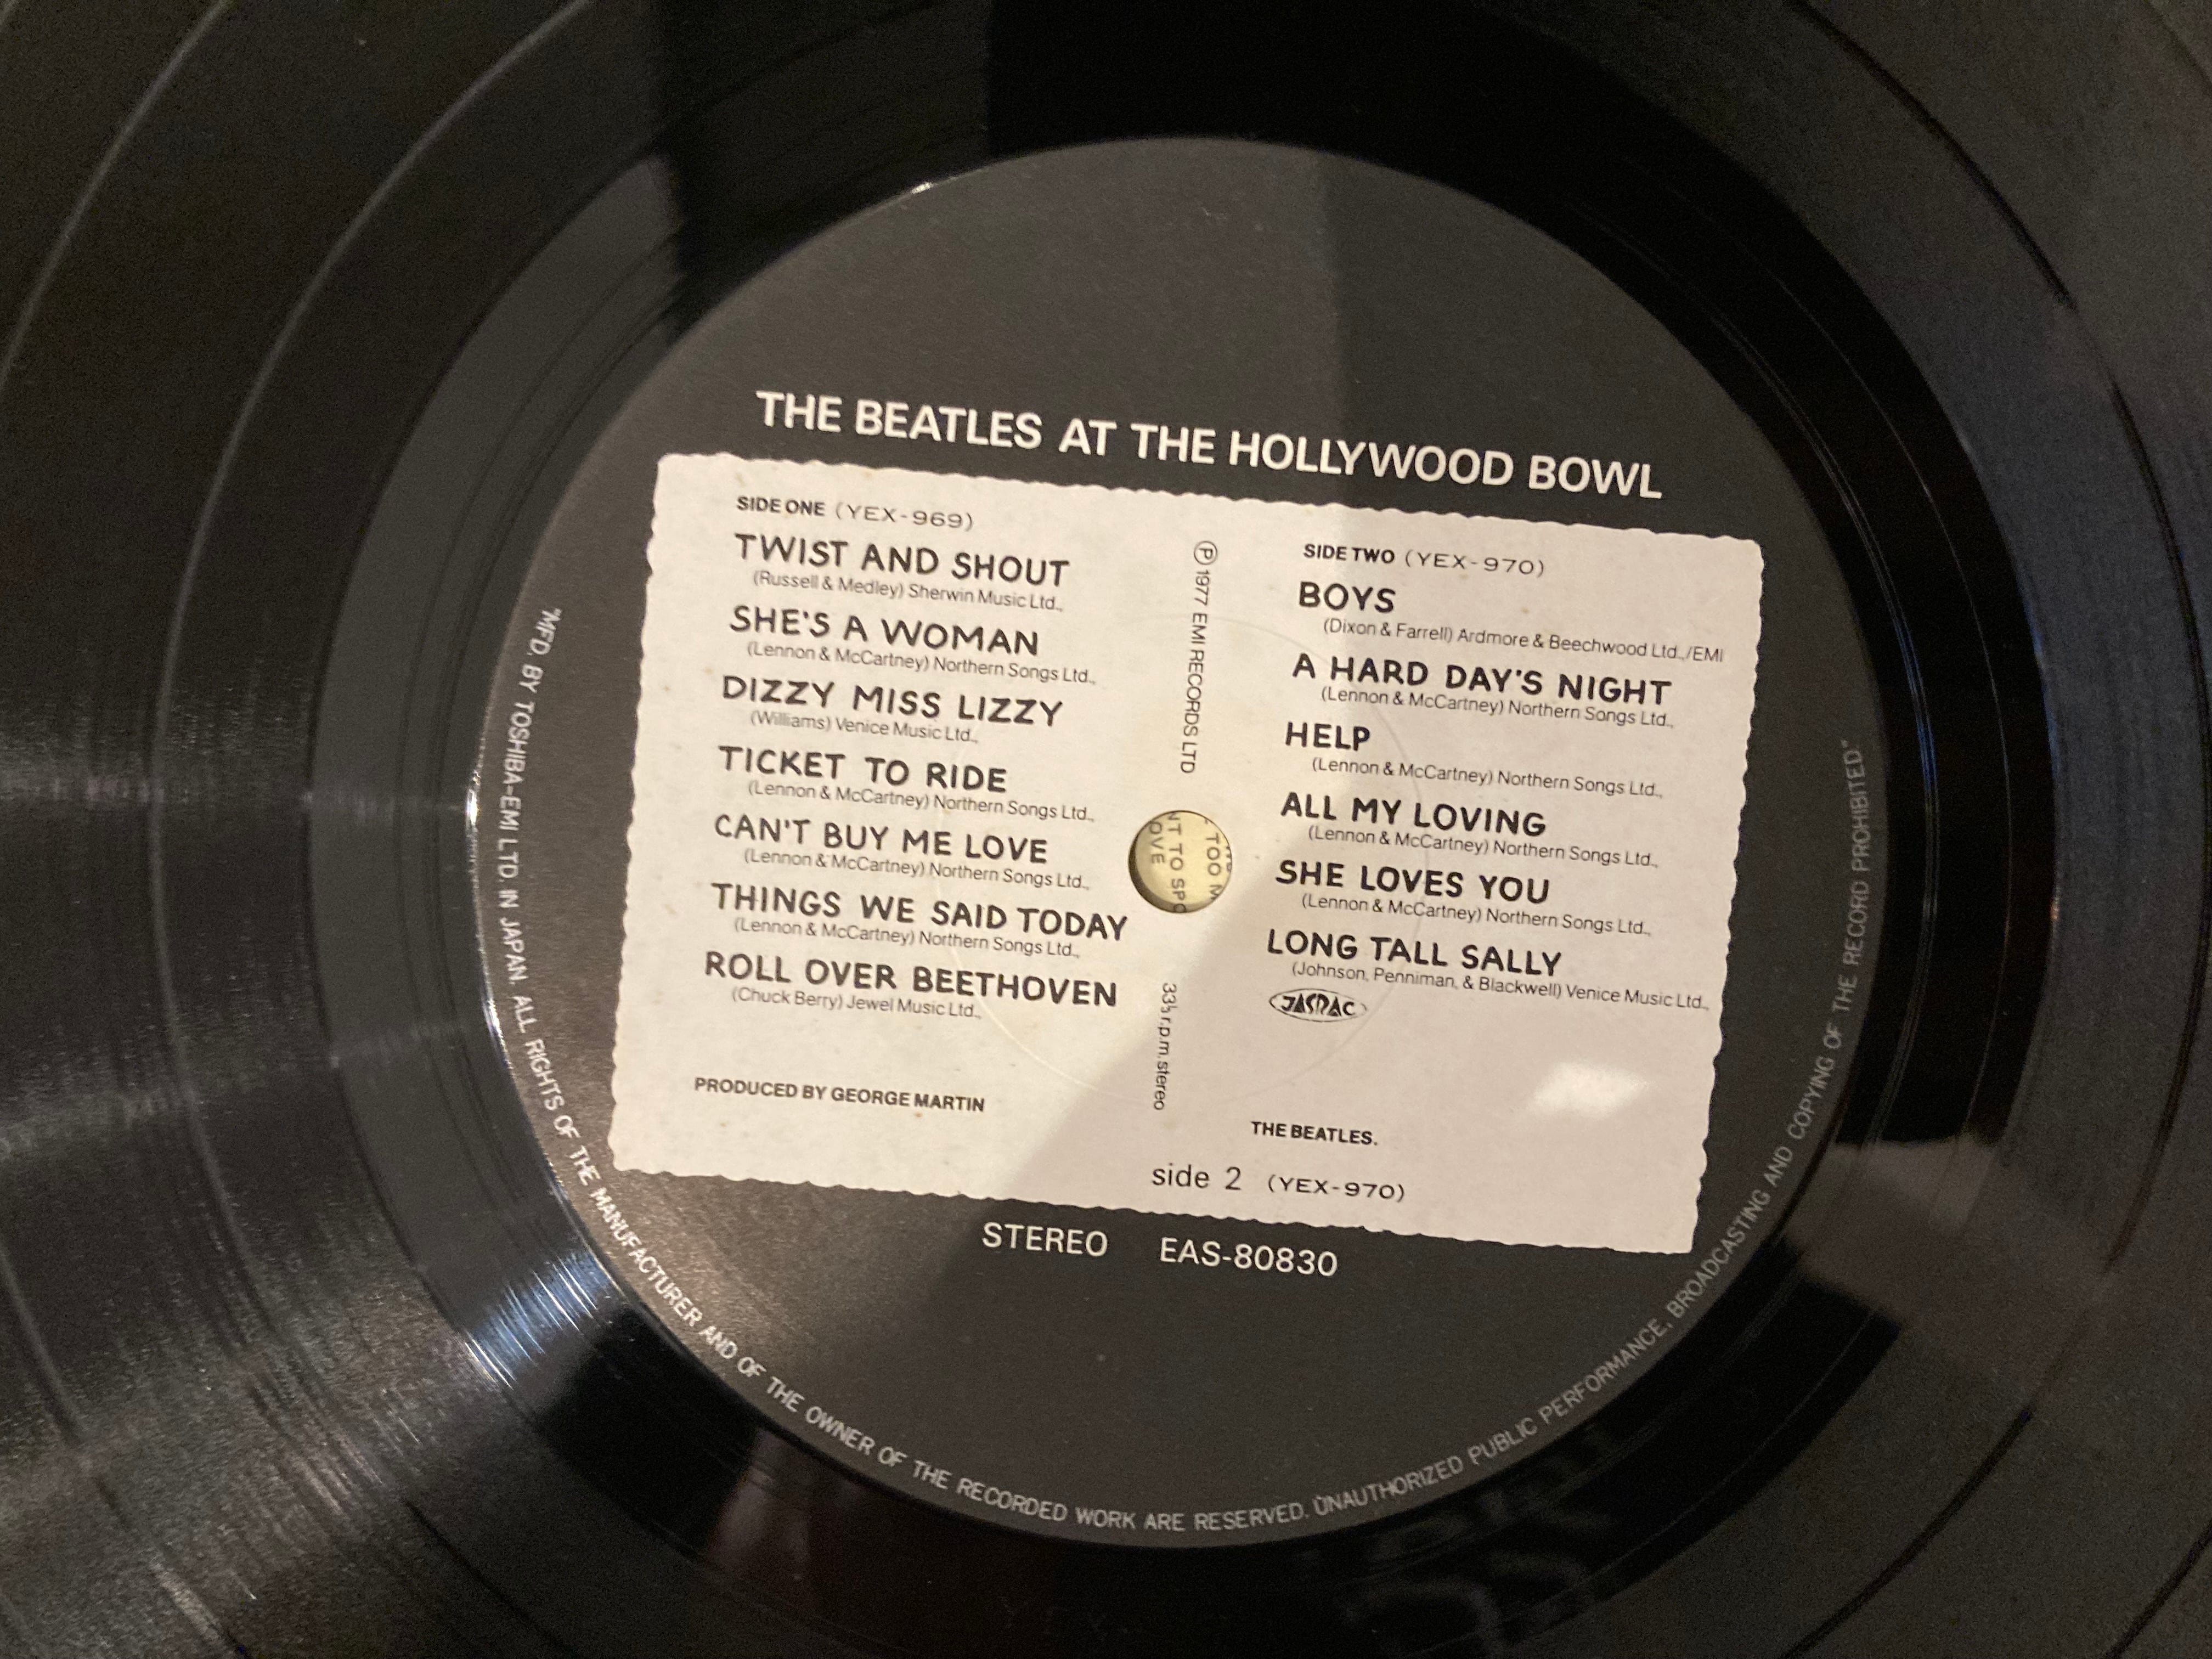 THE BEATLES AT THE HOLLYWOOD BOWL
SIDE ONE (YEX-969)
TWIST AND SHOUT
(Russell & Medley) Sherwin Music Ltd.,
SHE'S A WOMAN
(Lennon & McCartney) Northern Songs Ltd.,
DIZZY MISS LIZZY
(Williams) Venice Music Ltd.,
TICKET TO RIDE
(Lennon & McCartney) Northern Songs Ltd.,
CAN'T BUY ME LOVE
(Lennon & McCartney) Northern Songs Ltd.,
THINGS WE SAID TODAY
(Lennon & McCartney) Northern Songs Ltd.,
ROLL OVER BEETHOVEN
(Chuck Berry) Jewel Music Ltd.,
PRODUCED BY GEORGE MARTIN
Ⓟ 1977 EMI RECORDS LTD
TOO
TO
33⅓ r.p.m. stereo
SIDE TWO (YEX-970)
BOYS
(Dixon & Farrell) Ardmore & Beechwood Ltd.,/EMI
A HARD DAY'S NIGHT
(Lennon & McCartney) Northern Songs Ltd.,
HELP
(Lennon & McCartney) Northern Songs Ltd.,
ALL MY LOVING
(Lennon & McCartney) Northern Songs Ltd.,
SHE LOVES YOU
(Lennon & McCartney) Northern Songs Ltd.,
LONG TALL SALLY
(Johnson, Penniman, & Blackwell) Venice Music Ltd.,
JASRAC
THE BEATLES.
side 2 (YEX-970)
STEREO EAS-80830
"MFD. BY TOSHIBA-EMI LTD. IN JAPAN. ALL RIGHTS OF THE MANUFACTURER AND OF THE OWNER OF THE RECORDED WORK ARE RESERVED. UNAUTHORIZED PUBLIC PERFORMANCE, BROADCASTING AND COPYING OF THE RECORD PROHIBITED"